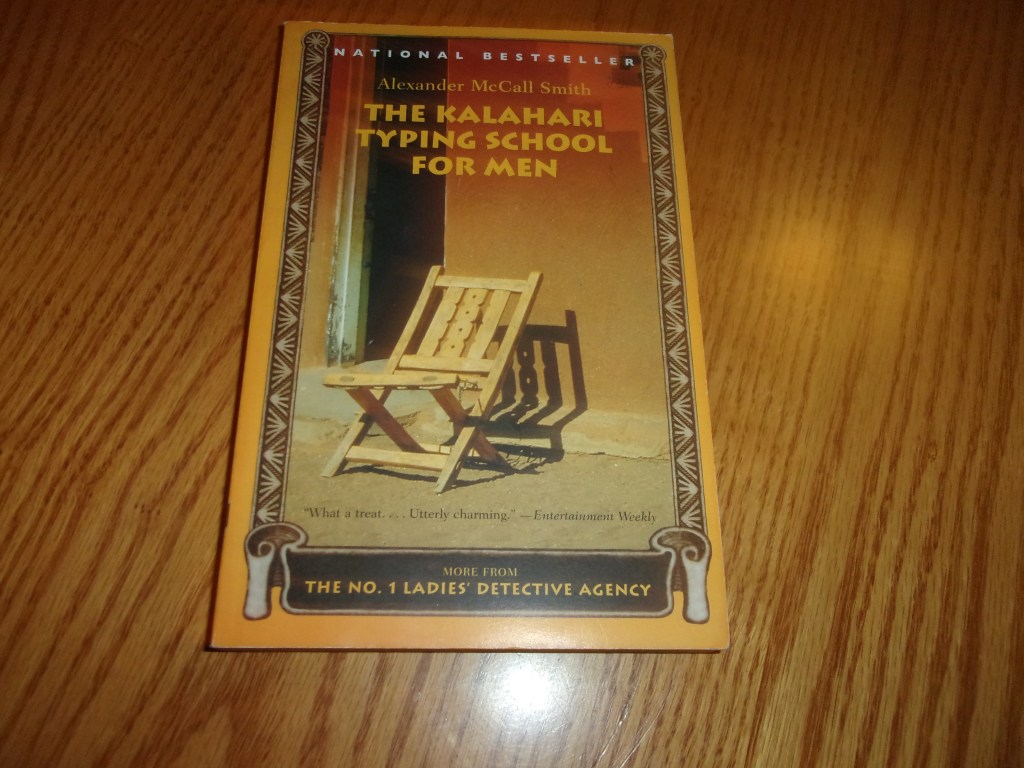 NATIONAL BESTSELLER
Alexander McCall Smith
THE KALAHARI
TYPING SCHOOL
FOR MEN
"What a treat. . . . Utterly charming." —Entertainment Weekly
MORE FROM
THE NO. 1 LADIES' DETECTIVE AGENCY